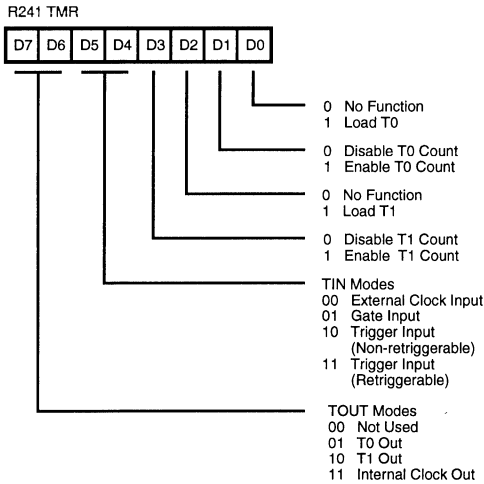 R241 TMR
D7 D6 D5 D4 D3 D2 D1 D0
0 No Function
1 Load T0
0 Disable T0 Count
1 Enable T0 Count
0 No Function
1 Load T1
0 Disable T1 Count
1 Enable T1 Count
TIN Modes
00 External Clock Input
01 Gate Input
10 Trigger Input
(Non-retriggerable)
11 Trigger Input
(Retriggerable)
TOUT Modes
00 Not Used
01 T0 Out
10 T1 Out
11 Internal Clock Out